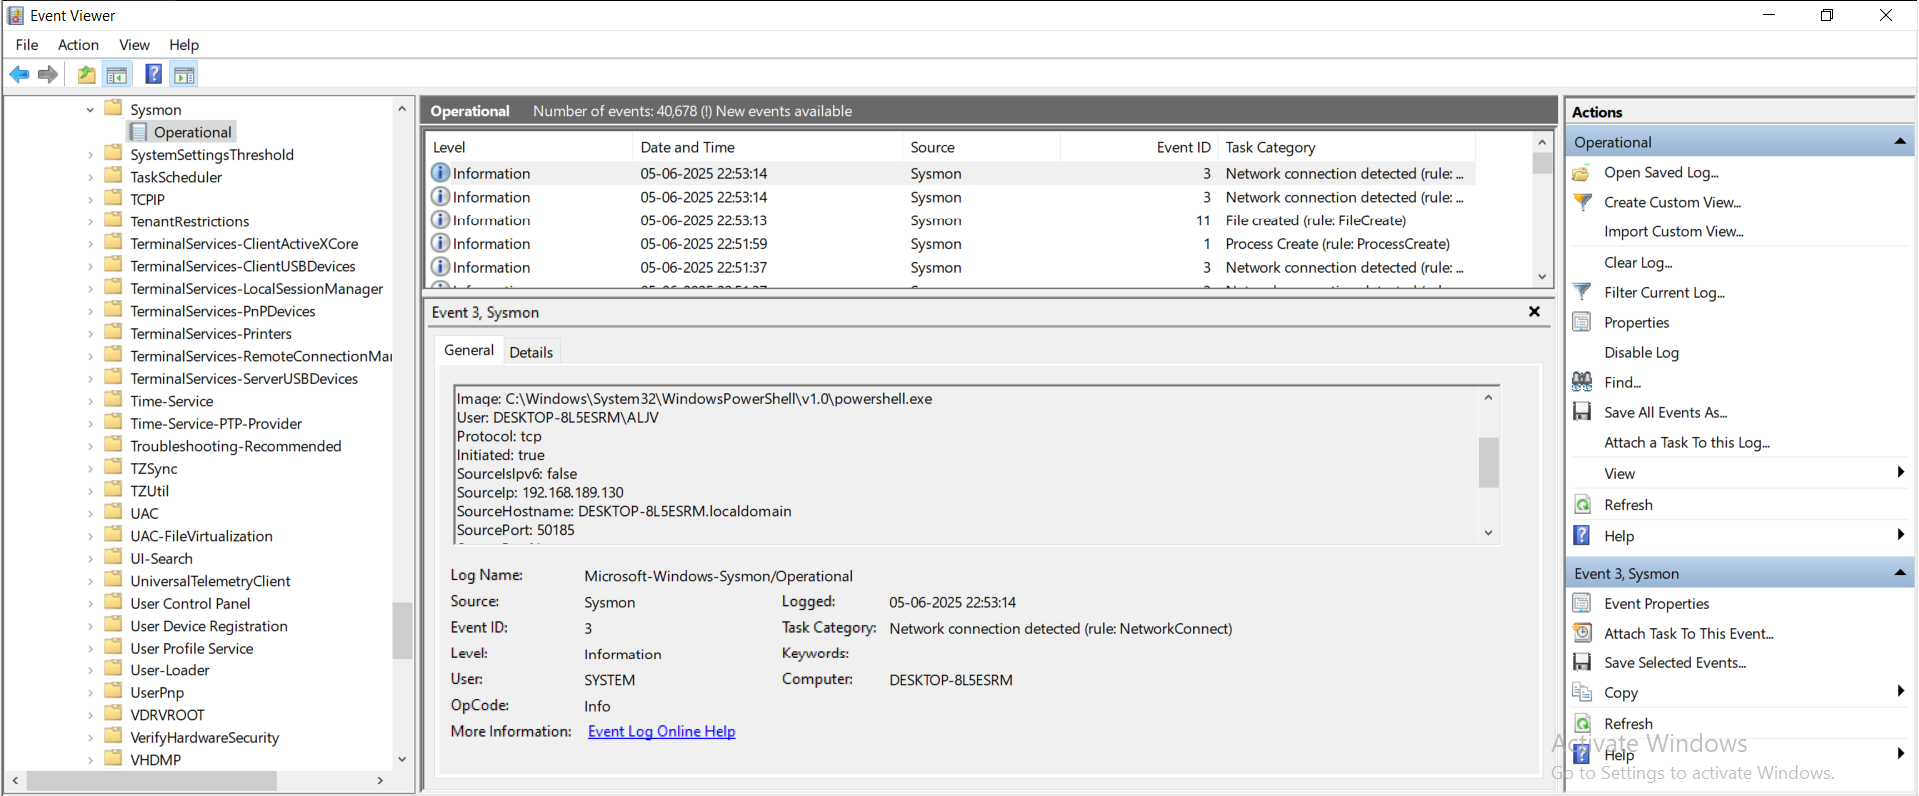 Event Viewer
File Action View Help
Sysmon
Operational
SystemSettingsThreshold
TaskScheduler
TCPIP
TenantRestrictions
TerminalServices-ClientActiveXCore
TerminalServices-ClientUSBDevices
TerminalServices-LocalSessionManager
TerminalServices-PnPDevices
TerminalServices-Printers
TerminalServices-RemoteConnectionMa
TerminalServices-ServerUSBDevices
Time-Service
Time-Service-PTP-Provider
Troubleshooting-Recommended
TZSync
TZUtil
UAC
UAC-FileVirtualization
UI-Search
UniversalTelemetryClient
User Control Panel
User Device Registration
User Profile Service
User-Loader
UserPnp
VDRVROOT
VerifyHardwareSecurity
VHDMP
Operational Number of events: 40,678 (!) New events available
Level Date and Time Source Event ID Task Category
Information 05-06-2025 22:53:14 Sysmon 3 Network connection detected (rule: ...
Information 05-06-2025 22:53:14 Sysmon 3 Network connection detected (rule: ...
Information 05-06-2025 22:53:13 Sysmon 11 File created (rule: FileCreate)
Information 05-06-2025 22:51:59 Sysmon 1 Process Create (rule: ProcessCreate)
Information 05-06-2025 22:51:37 Sysmon 3 Network connection detected (rule: ...
Event 3, Sysmon
General Details
Image: C:\Windows\System32\WindowsPowerShell\v1.0\powershell.exe
User: DESKTOP-8L5ESRM\ALJV
Protocol: tcp
Initiated: true
SourceIsIpv6: false
SourceIp: 192.168.189.130
SourceHostname: DESKTOP-8L5ESRM.localdomain
SourcePort: 50185
Log Name: Microsoft-Windows-Sysmon/Operational
Source: Sysmon Logged: 05-06-2025 22:53:14
Event ID: 3 Task Category: Network connection detected (rule: NetworkConnect)
Level: Information Keywords:
User: SYSTEM Computer: DESKTOP-8L5ESRM
OpCode: Info
More Information: Event Log Online Help
Actions
Operational
Open Saved Log...
Create Custom View...
Import Custom View...
Clear Log...
Filter Current Log...
Properties
Disable Log
Find...
Save All Events As...
Attach a Task To this Log...
View
Refresh
Help
Event 3, Sysmon
Event Properties
Attach Task To This Event...
Save Selected Events...
Copy
Refresh
Help
Activate Windows
Go to Settings to activate Windows.